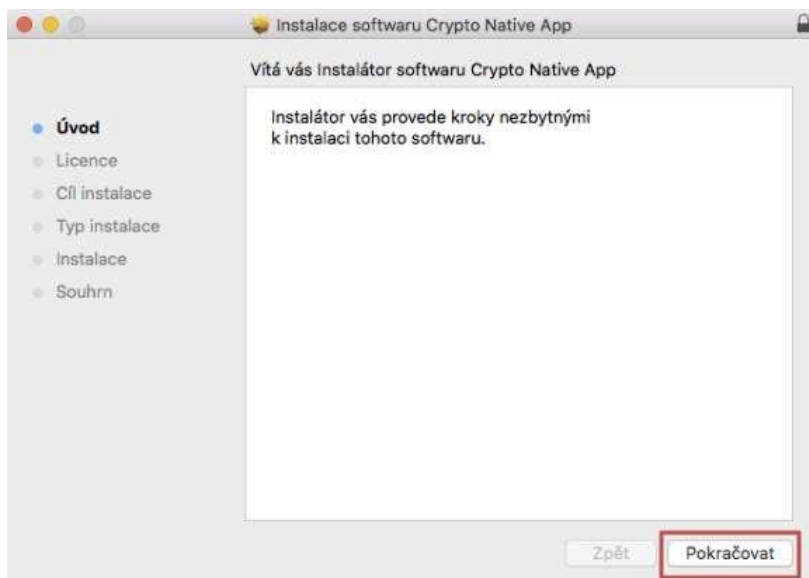 Instalace softwaru Crypto Native App
Vítá vás Instalátor softwaru Crypto Native App
Instalátor vás provede kroky nezbytnými
k instalaci tohoto softwaru.
Úvod
Licence
Cíl instalace
Typ instalace
Instalace
Souhrn
Zpět
Pokračovat